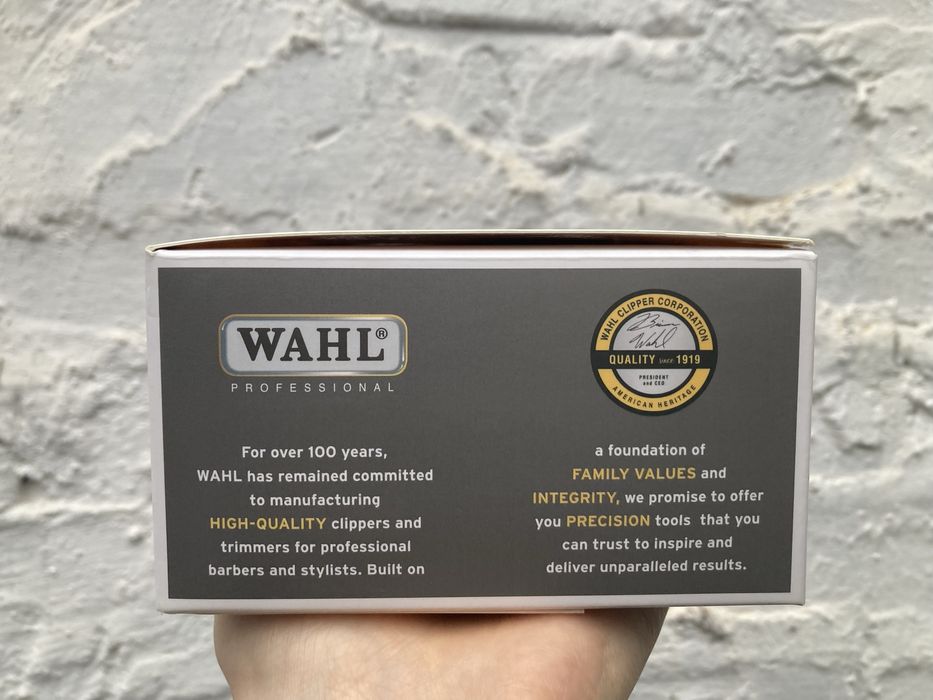 WAHL®
PROFESSIONAL
For over 100 years,
WAHL has remained committed
to manufacturing
HIGH-QUALITY clippers and
trimmers for professional
barbers and stylists. Built on
WAHL CLIPPER CORPORATION
Brian
Wahl
QUALITY SINCE 1919
PRESIDENT
and CEO
AMERICAN HERITAGE
a foundation of
FAMILY VALUES and
INTEGRITY, we promise to offer
you PRECISION tools  that you
can trust to inspire and
deliver unparalleled results.